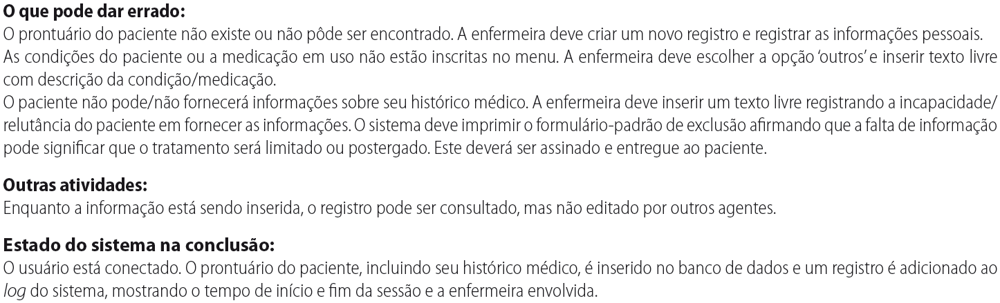 O que pode dar errado:
O prontuário do paciente não existe ou não pôde ser encontrado. A enfermeira deve criar um novo registro e registrar as informações pessoais.
As condições do paciente ou a medicação em uso não estão inscritas no menu. A enfermeira deve escolher a opção ‘outros’ e inserir texto livre
com descrição da condição/medicação.
O paciente não pode/não fornecerá informações sobre seu histórico médico. A enfermeira deve inserir um texto livre registrando a incapacidade/
relutância do paciente em fornecer as informações. O sistema deve imprimir o formulário-padrão de exclusão afirmando que a falta de informação
pode significar que o tratamento será limitado ou postergado. Este deverá ser assinado e entregue ao paciente.
Outras atividades:
Enquanto a informação está sendo inserida, o registro pode ser consultado, mas não editado por outros agentes.
Estado do sistema na conclusão:
O usuário está conectado. O prontuário do paciente, incluindo seu histórico médico, é inserido no banco de dados e um registro é adicionado ao
log do sistema, mostrando o tempo de início e fim da sessão e a enfermeira envolvida.